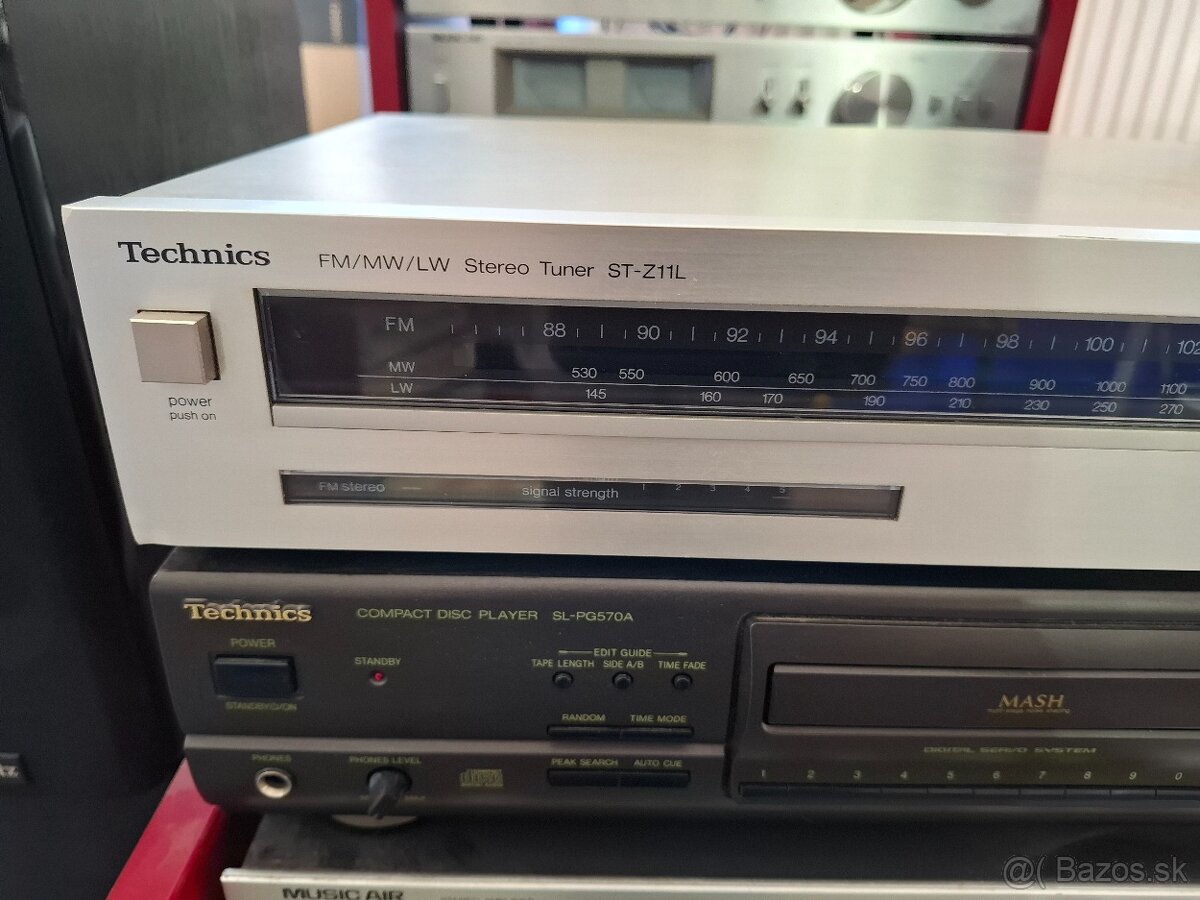 Technics FM/MW/LW Stereo Tuner ST-Z11L
FM 88 90 92 94 96 98 100 102
MW 530 550 600 650 700 750 800 900 1000 1100
LW 145 160 170 190 210 230 250 270
power
push on
FM stereo signal strength 1 2 3 4 5
Technics COMPACT DISC PLAYER SL-PG570A
POWER
STANDBY
EDIT GUIDE
TAPE LENGTH SIDE A/B TIME FADE
MASH
RANDOM TIME MODE
DIGITAL SERVO SYSTEM
PHONES PHONES LEVEL
PEAK SEARCH AUTO CUE
1 2 3 4 5 6 7 8 9 0
MUSIC AIR
@( Bazos.sk